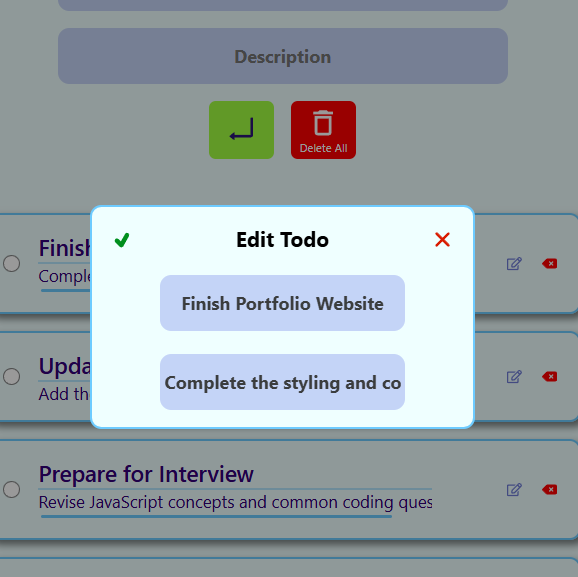 Description
Delete All
Edit Todo
Finish Portfolio Website
Complete the styling and co
Finish
Comple
Upda
Add th
Prepare for Interview
Revise JavaScript concepts and common coding ques